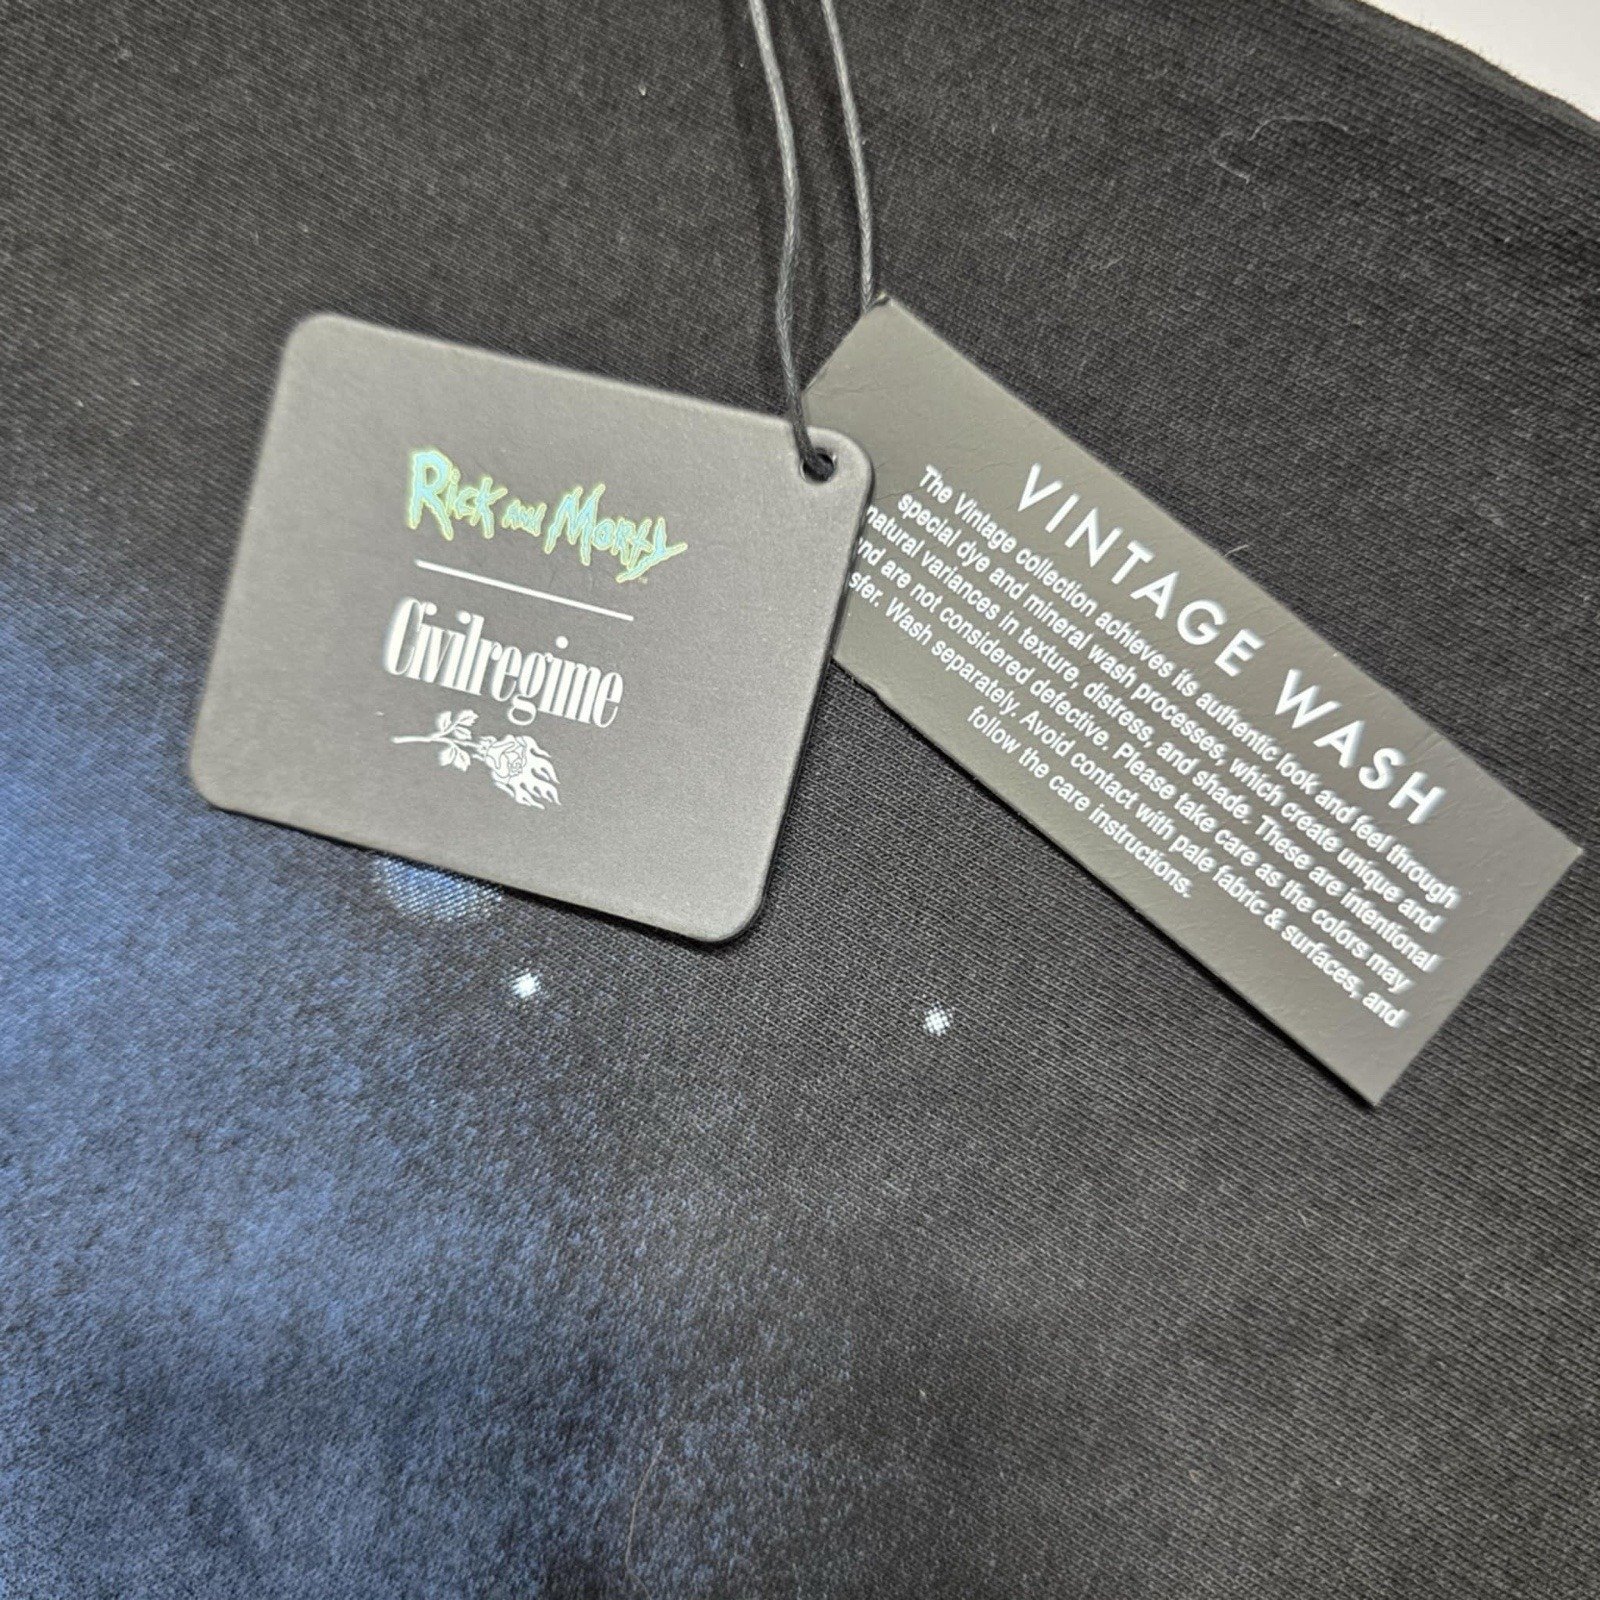 Rick and Morty
Civilregime
VINTAGE WASH
The Vintage collection achieves its authentic look and feel through
special dye and mineral wash processes, which create unique and
natural variances in texture, distress, and shade. These are intentional
and are not considered defective. Please take care as the colors may
sfer. Wash separately. Avoid contact with pale fabric & surfaces, and
follow the care instructions.